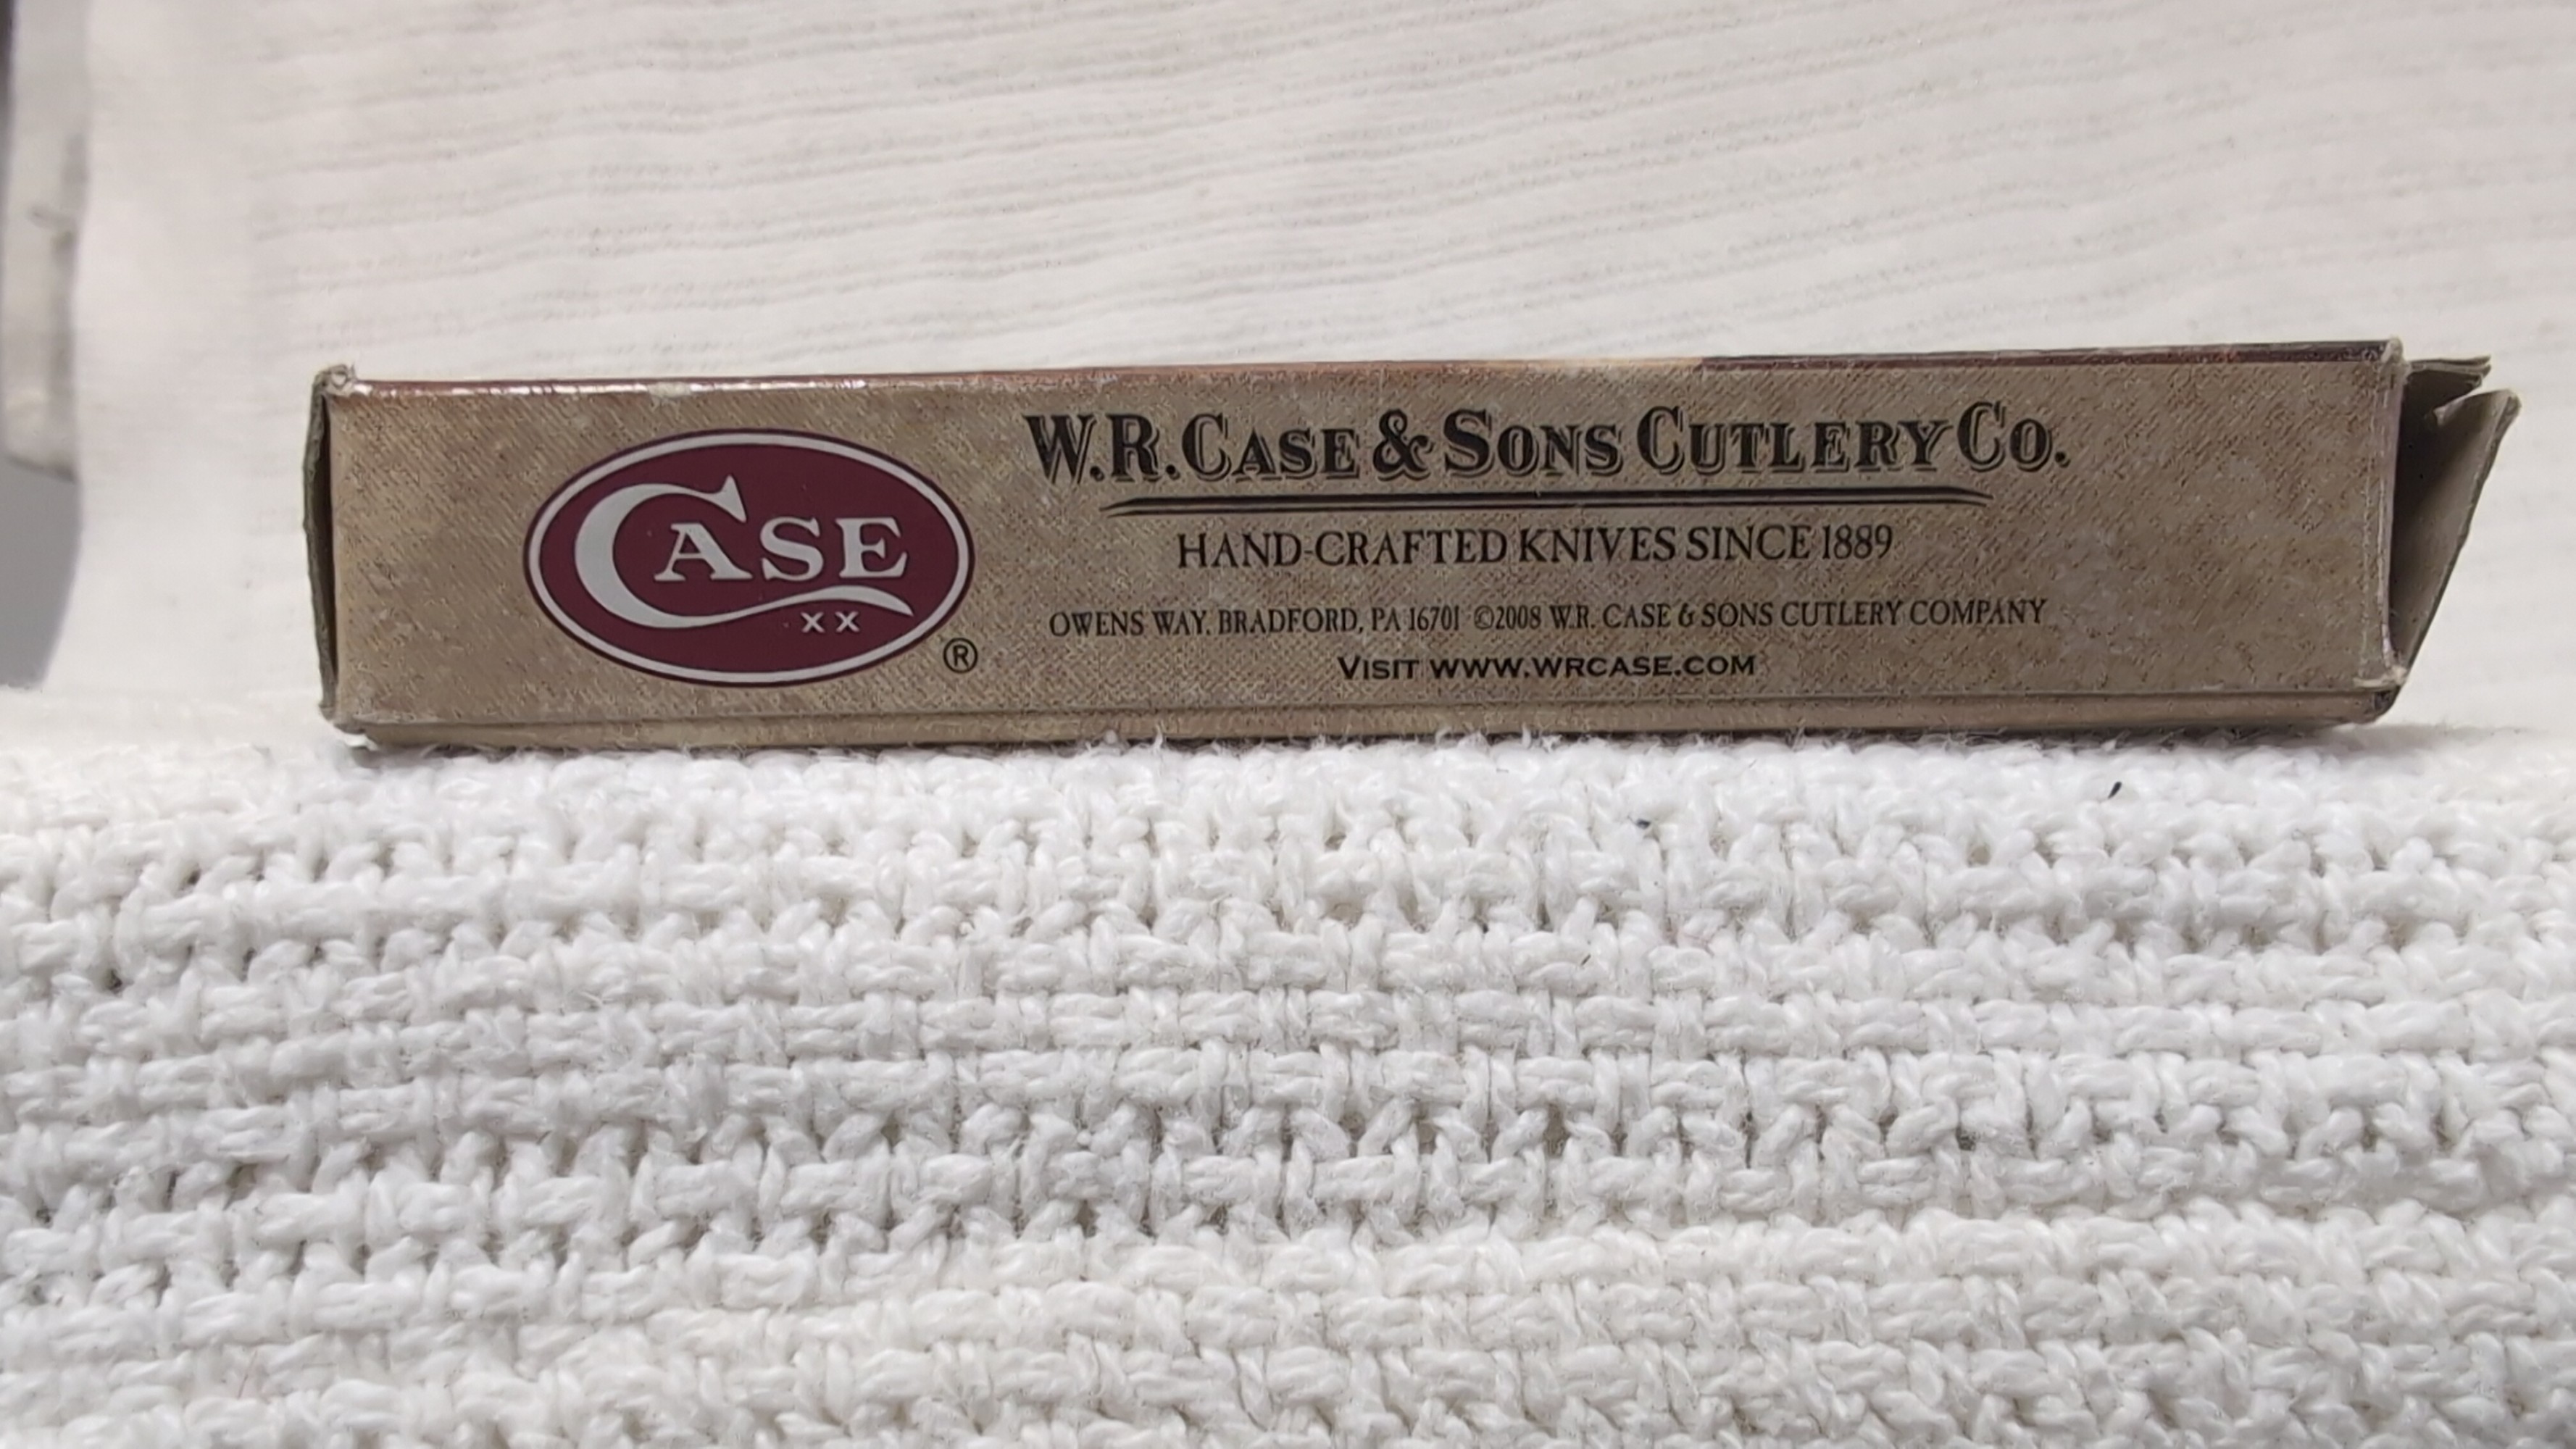 CASE
XX
®
W.R. CASE & SONS CUTLERY CO.
HAND-CRAFTED KNIVES SINCE 1889
OWENS WAY, BRADFORD, PA 16701 ©2008 W.R. CASE & SONS CUTLERY COMPANY
VISIT WWW.WRCASE.COM